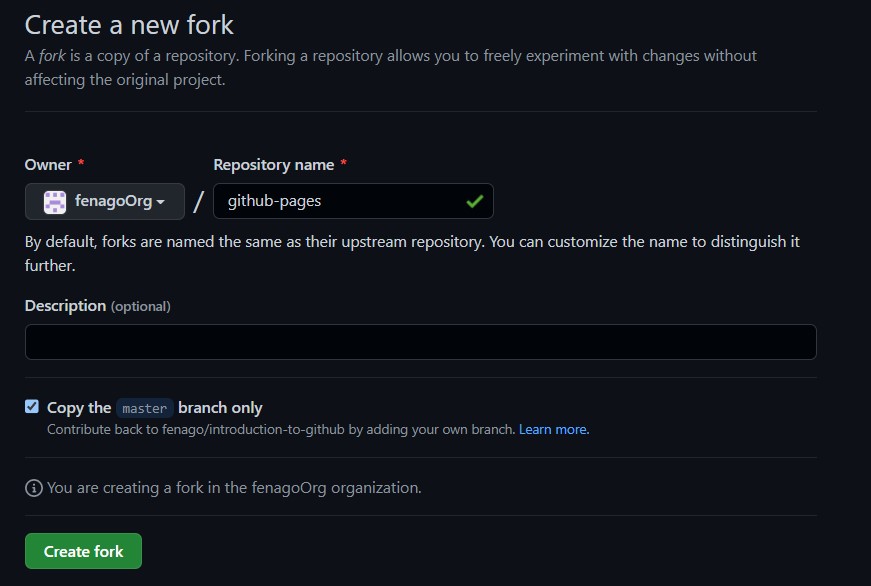 Create a new fork
A fork is a copy of a repository. Forking a repository allows you to freely experiment with changes without
affecting the original project.
Owner *
Repository name *
fenagoOrg
/
github-pages
By default, forks are named the same as their upstream repository. You can customize the name to distinguish it
further.
Description (optional)
Copy the master branch only
Contribute back to fenago/introduction-to-github by adding your own branch. Learn more.
You are creating a fork in the fenagoOrg organization.
Create fork